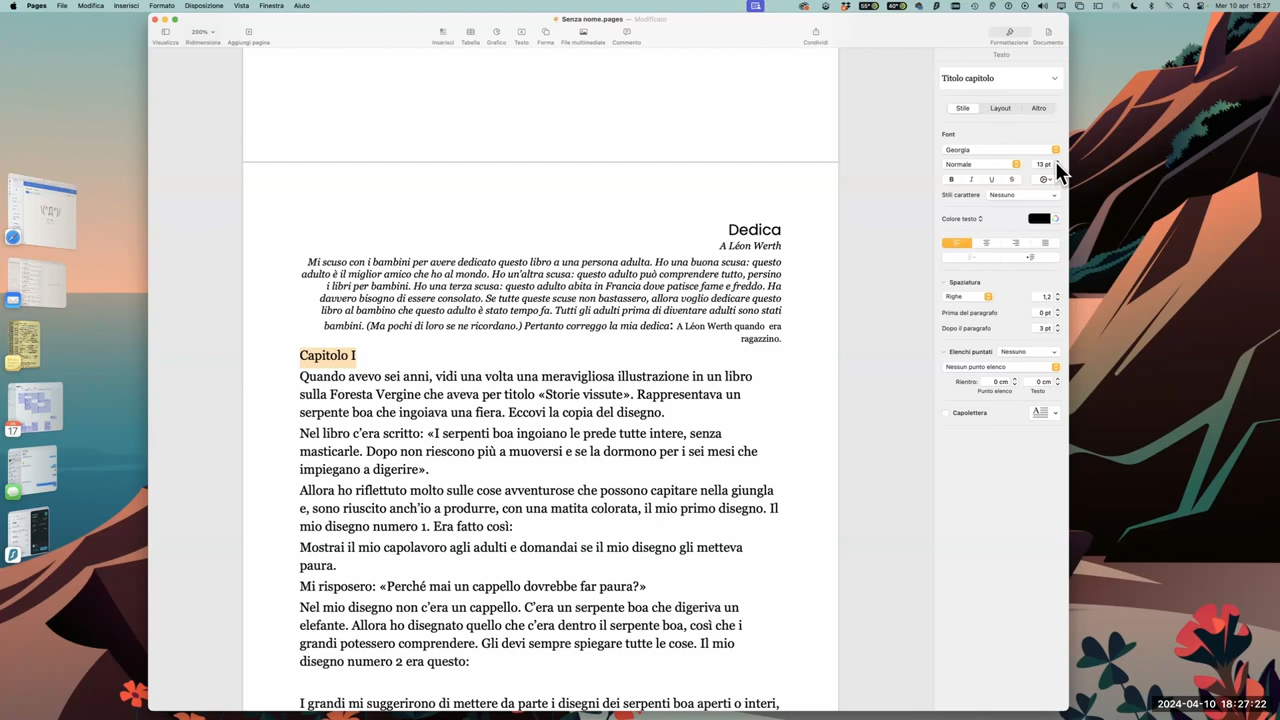 Pages File Modifica Inserisci Formato Disposizione Vista Finestra Aiuto
55° 40° Mer 10 apr 18:27
Senza nome.pages — Modificato
200%
Visualizza Ridimensiona Aggiungi pagina Inserisci Tabella Grafico Testo Forma File multimediale Commento Condividi Formattazione Documento
Testo
Titolo capitolo
Stile Layout Altro
Font
Georgia
Normale 13 pt
B I U S
Stili carattere Nessuno
Colore testo
Spaziatura
Righe 1,2
Prima del paragrafo 0 pt
Dopo il paragrafo 3 pt
Elenchi puntati Nessuno
Nessun punto elenco
Rientro: 0 cm 0 cm
Punto elenco Testo
Capolettera
Dedica
A Léon Werth
Mi scuso con i bambini per avere dedicato questo libro a una persona adulta. Ho una buona scusa: questo
adulto è il miglior amico che ho al mondo. Ho un'altra scusa: questo adulto può comprendere tutto, persino
i libri per bambini. Ho una terza scusa: questo adulto abita in Francia dove patisce fame e freddo. Ha
davvero bisogno di essere consolato. Se tutte queste scuse non bastassero, allora voglio dedicare questo
libro al bambino che questo adulto è stato tempo fa. Tutti gli adulti prima di diventare adulti sono stati
bambini. (Ma pochi di loro se ne ricordano.) Pertanto correggo la mia dedica: A Léon Werth quando era
ragazzino.
Capitolo I
Quando avevo sei anni, vidi una volta una meravigliosa illustrazione in un libro
sulla Foresta Vergine che aveva per titolo «Storie vissute». Rappresentava un
serpente boa che ingoiava una fiera. Eccovi la copia del disegno.
Nel libro c'era scritto: «I serpenti boa ingoiano le prede tutte intere, senza
masticarle. Dopo non riescono più a muoversi e se la dormono per i sei mesi che
impiegano a digerire».
Allora ho riflettuto molto sulle cose avventurose che possono capitare nella giungla
e, sono riuscito anch'io a produrre, con una matita colorata, il mio primo disegno. Il
mio disegno numero 1. Era fatto così:
Mostrai il mio capolavoro agli adulti e domandai se il mio disegno gli metteva
paura.
Mi risposero: «Perché mai un cappello dovrebbe far paura?»
Nel mio disegno non c'era un cappello. C'era un serpente boa che digeriva un
elefante. Allora ho disegnato quello che c'era dentro il serpente boa, così che i
grandi potessero comprendere. Gli devi sempre spiegare tutte le cose. Il mio
disegno numero 2 era questo:
I grandi mi suggerirono di mettere da parte i disegni dei serpenti boa aperti o interi,
17
2024-04-10 18:27:22